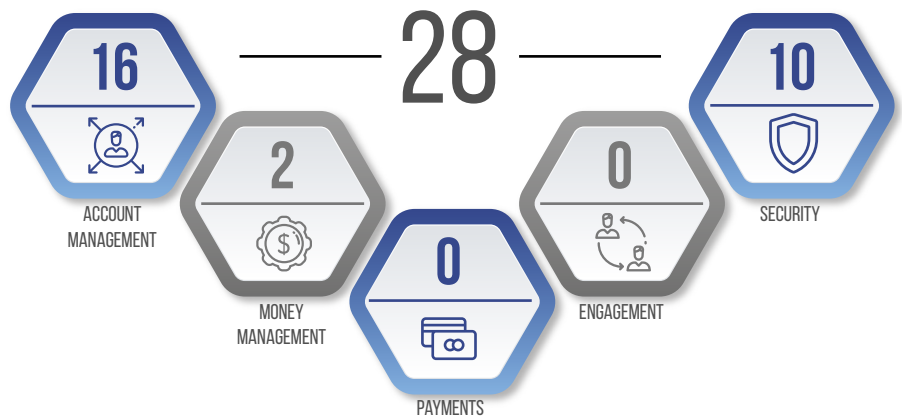 28
16
ACCOUNT
MANAGEMENT
2
$
MONEY
MANAGEMENT
0
PAYMENTS
0
ENGAGEMENT
10
SECURITY